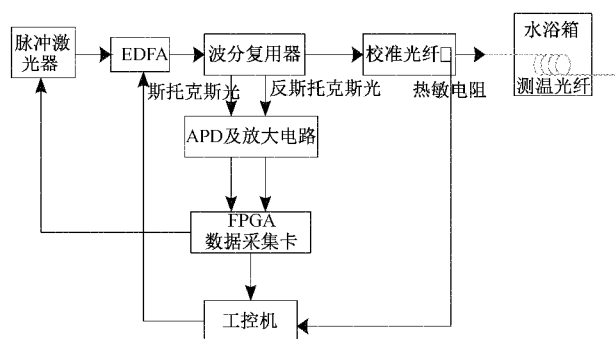 脉冲激
光器
EDFA
波分复用器
校准光纤
水浴箱
测温光纤
斯托克斯光
反斯托克斯光
热敏电阻
APD及放大电路
FPGA
数据采集卡
工控机